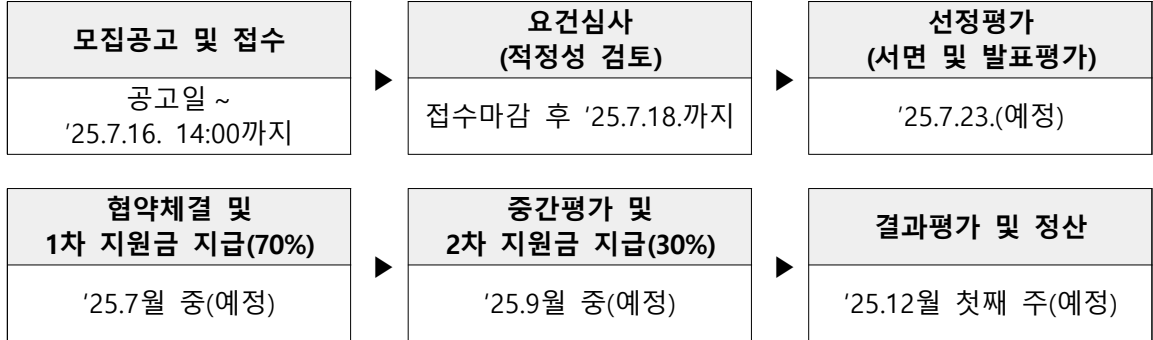 모집공고 및 접수
공고일 ~
'25.7.16. 14:00까지
▶
요건심사
(적정성 검토)
접수마감 후 '25.7.18.까지
▶
선정평가
(서면 및 발표평가)
'25.7.23.(예정)
협약체결 및
1차 지원금 지급(70%)
'25.7월 중(예정)
▶
중간평가 및
2차 지원금 지급(30%)
'25.9월 중(예정)
▶
결과평가 및 정산
'25.12월 첫째 주(예정)